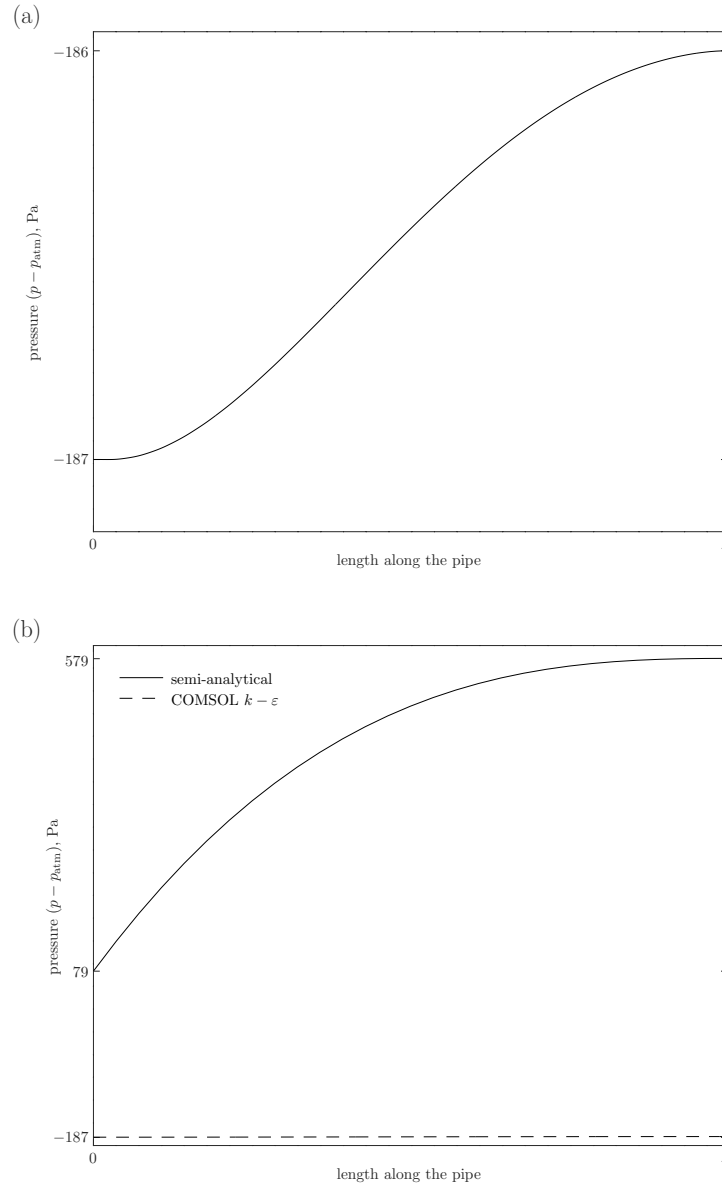 (a)
−186
pressure (p − p_atm), Pa
−187
0
length along the pipe
(b)
579
semi-analytical
COMSOL k − ε
pressure (p − p_atm), Pa
79
−187
0
length along the pipe